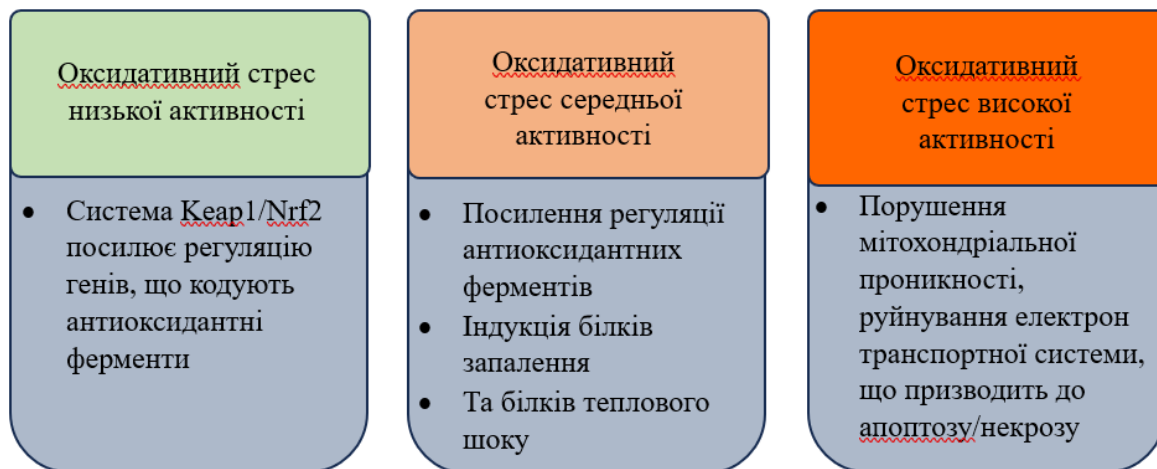 Оксидативний стрес
низької активності
• Система Keap1/Nrf2
посилює регуляцію
генів, що кодують
антиоксидантні
ферменти
Оксидативний
стрес середньої
активності
• Посилення регуляції
антиоксидантних
ферментів
• Індукція білків
запалення
• Та білків теплового
шоку
Оксидативний
стрес високої
активності
• Порушення
мітохондріальної
проникності,
руйнування електрон
транспортної системи,
що призводить до
апоптозу/некрозу